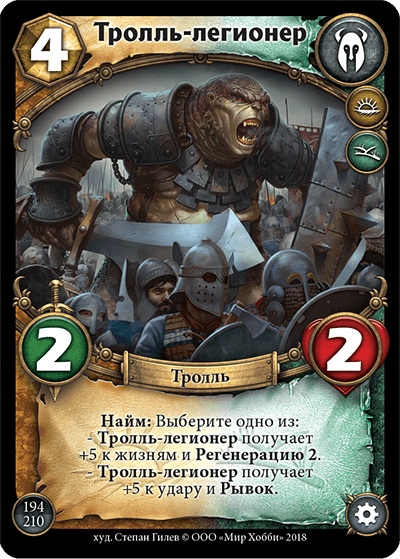 4
Тролль-легионер
2
2
Тролль
Найм: Выберите одно из:
- Тролль-легионер получает
+5 к жизням и Регенерацию 2.
- Тролль-легионер получает
+5 к удару и Рывок.
194
210
худ. Степан Гилев © ООО «Мир Хобби» 2018